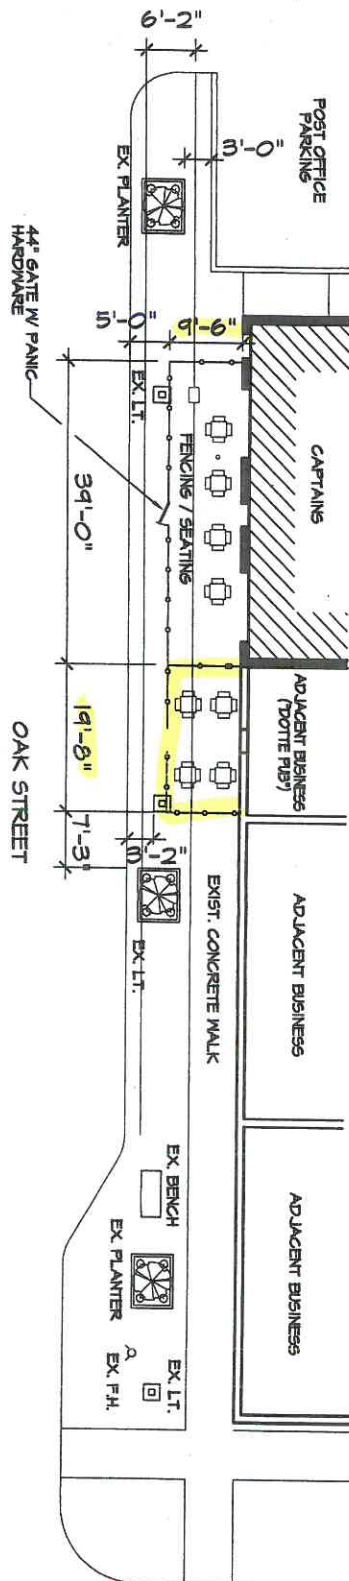 6'-2"
3'-0"
POST OFFICE
PARKING
EX. PLANTER
44" GATE W/ PANIC
HARDWARE
5'-0"
9'-6"
EX. LT.
FENCING / SEATING
CAPTAINS
39'-0"
19'-8"
7'-3"
OAK STREET
ADJACENT BUSINESS
("DOTTE PUB")
EXIST. CONCRETE WALK
ADJACENT BUSINESS
EX. LT.
EX. BENCH
EX. PLANTER
ADJACENT BUSINESS
EX. LT.
EX. F.H.